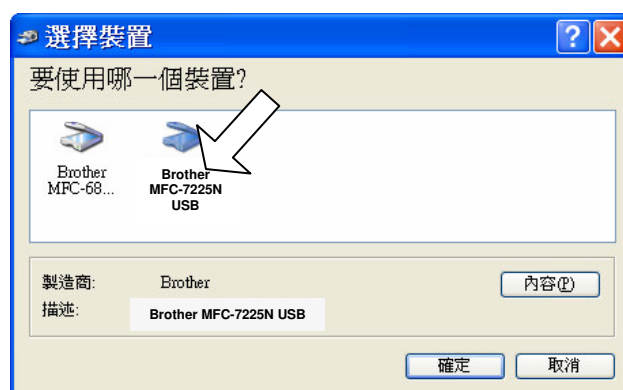 選擇裝置
要使用哪一個裝置?
Brother
MFC-68...
Brother
MFC-7225N
USB
製造商: Brother
內容(P)
描述: Brother MFC-7225N USB
確定 取消